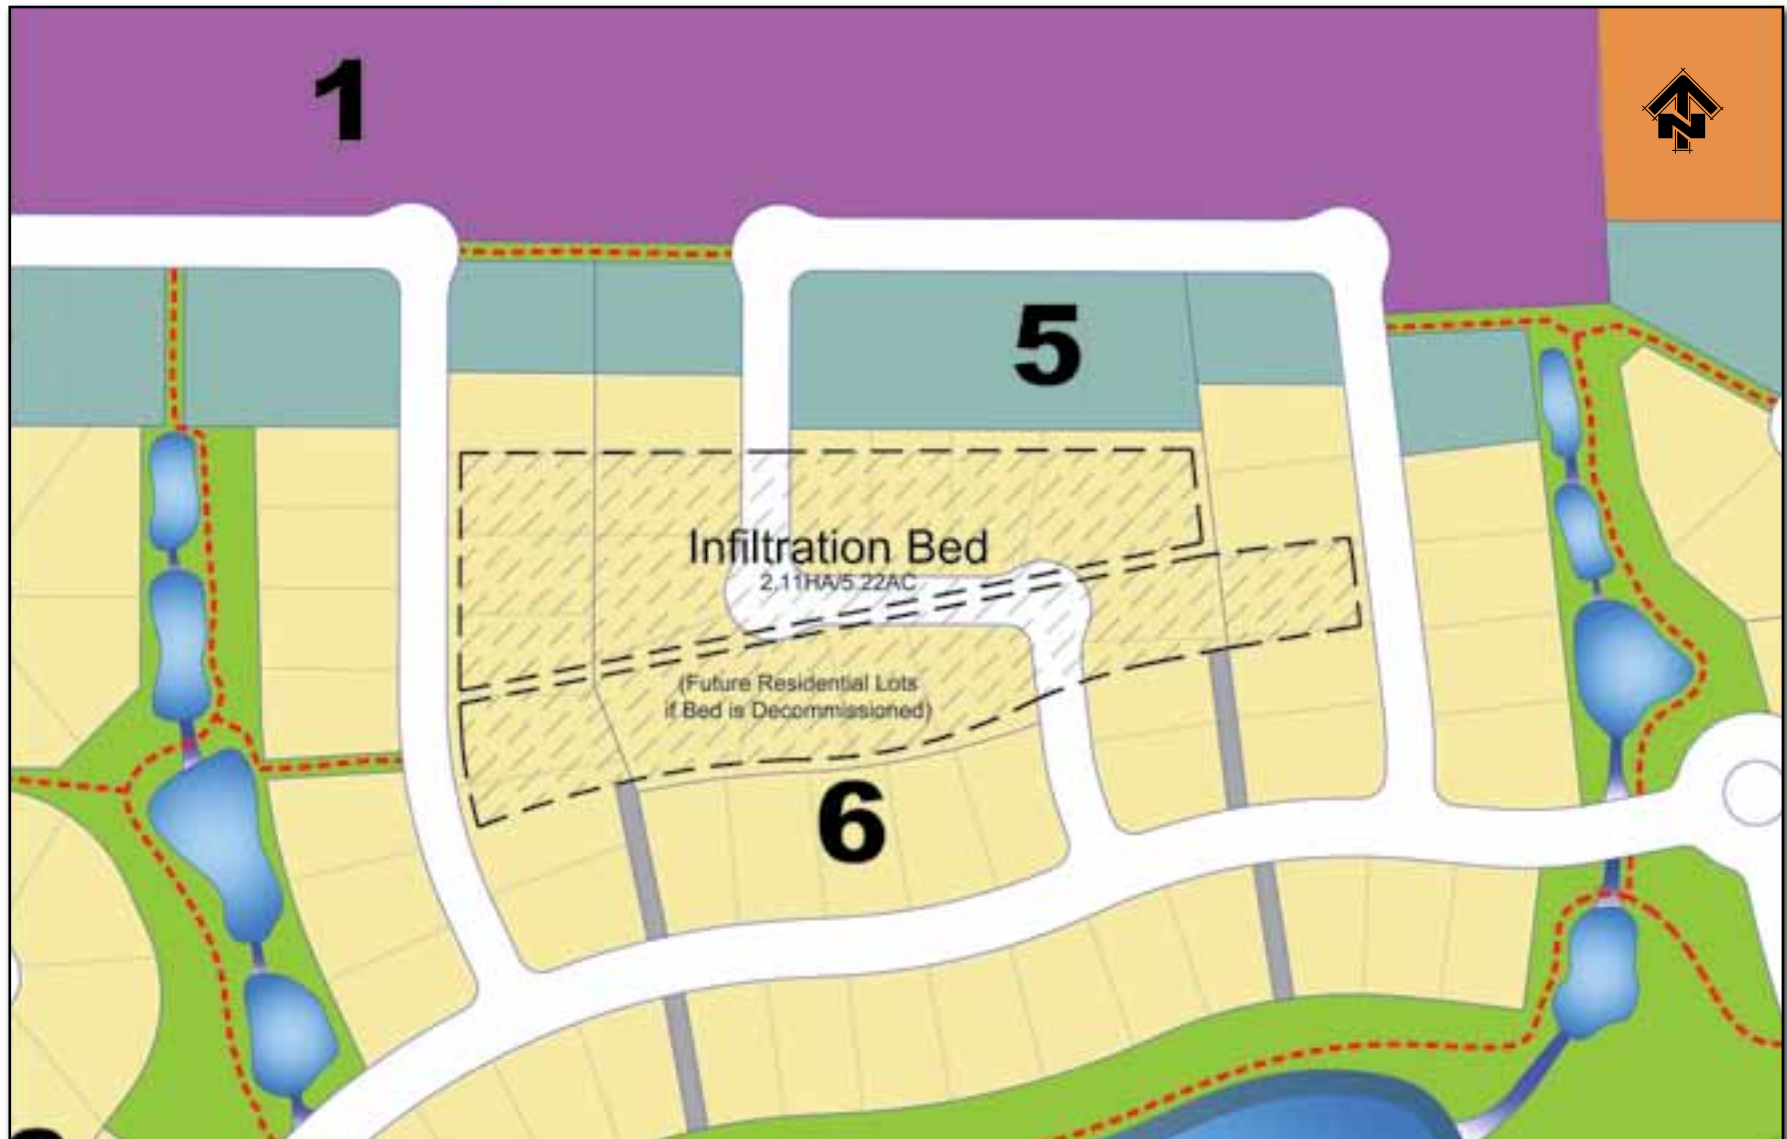 1
N
5
Infiltration Bed
2.11HA/5.22AC
(Future Residential Lots
if Bed is Decommissioned)
6